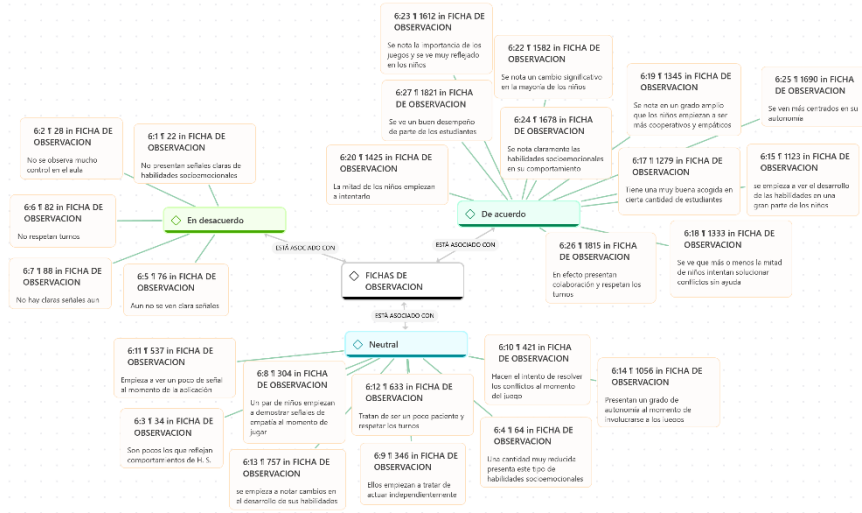 6:23 ¶ 1612 in FICHA DE
OBSERVACION
Se nota la importancia de los
juegos y se ve muy reflejado
en los niños
6:22 ¶ 1582 in FICHA DE
OBSERVACION
Se nota un cambio significativo
en la mayoría de los niños
6:19 ¶ 1345 in FICHA DE
OBSERVACION
Se nota en un grado amplio
que los niños empiezan a ser
más cooperativos y empáticos
6:25 ¶ 1690 in FICHA DE
OBSERVACION
Se ven más centrados en su
autonomía
6:27 ¶ 1821 in FICHA
DE OBSERVACION
Se ve un buen desempeño
de parte de los estudiantes
6:24 ¶ 1678 in FICHA
DE OBSERVACION
Se nota claramente las
habilidades socioemocionales
en su comportamiento
6:2 ¶ 28 in FICHA DE
OBSERVACION
No se observa mucho
control en el aula
6:1 ¶ 22 in FICHA DE
OBSERVACION
No presentan señales claras de
habilidades socioemocionales
6:20 ¶ 1425 in FICHA DE
OBSERVACION
La mitad de los niños empiezan
a intentarlo
6:17 ¶ 1279 in FICHA DE
OBSERVACION
Tiene una muy buena acogida en
cierta cantidad de estudiantes
6:15 ¶ 1123 in FICHA DE
OBSERVACION
se empieza a ver el desarrollo
de las habilidades en una
gran parte de los niños
6:6 ¶ 82 in FICHA DE
OBSERVACION
No respetan turnos
En desacuerdo
De acuerdo
6:18 ¶ 1333 in FICHA DE
OBSERVACION
Se ve que más o menos la mitad
de niños intentan solucionar
conflictos sin ayuda
6:26 ¶ 1815 in FICHA DE
OBSERVACION
En efecto presentan
colaboración y respetan los
turnos
ESTÁ ASOCIADO CON
ESTÁ ASOCIADO CON
6:7 ¶ 88 in FICHA DE
OBSERVACION
No hay claras señales aun
6:5 ¶ 76 in FICHA DE
OBSERVACION
Aun no se ven clara señales
FICHAS DE
OBSERVACION
ESTÁ ASOCIADO CON
Neutral
6:11 ¶ 537 in FICHA DE
OBSERVACION
Empieza a ver un poco de señal
al momento de la aplicación
6:8 ¶ 304 in FICHA
DE OBSERVACION
Un par de niños empiezan
a demostrar señales de
empatía al momento de
jugar
6:12 ¶ 633 in FICHA
DE OBSERVACION
Tratan de ser un poco paciente y
respetar los turnos
6:10 ¶ 421 in FICHA DE
OBSERVACION
Hacen el intento de resolver
los conflictos al momento
del juego
6:14 ¶ 1056 in FICHA DE
OBSERVACION
Presentan un grado de
autonomía al momento de
involucrarse a los juegos
6:3 ¶ 34 in FICHA DE
OBSERVACION
Son pocos los que reflejan
comportamientos de H. S.
6:13 ¶ 757 in FICHA
DE OBSERVACION
se empieza a notar cambios en
el desarrollo de sus habilidades
6:9 ¶ 346 in FICHA
DE OBSERVACION
Ellos empiezan a tratar de
actuar independientemente
6:4 ¶ 64 in FICHA DE
OBSERVACION
Una cantidad muy reducida
presenta este tipo de
habilidades socioemocionales